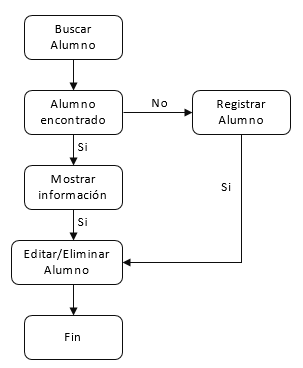 Buscar
Alumno
Alumno
encontrado
No
Registrar
Alumno
Si
Mostrar
información
Si
Si
Editar/Eliminar
Alumno
Fin